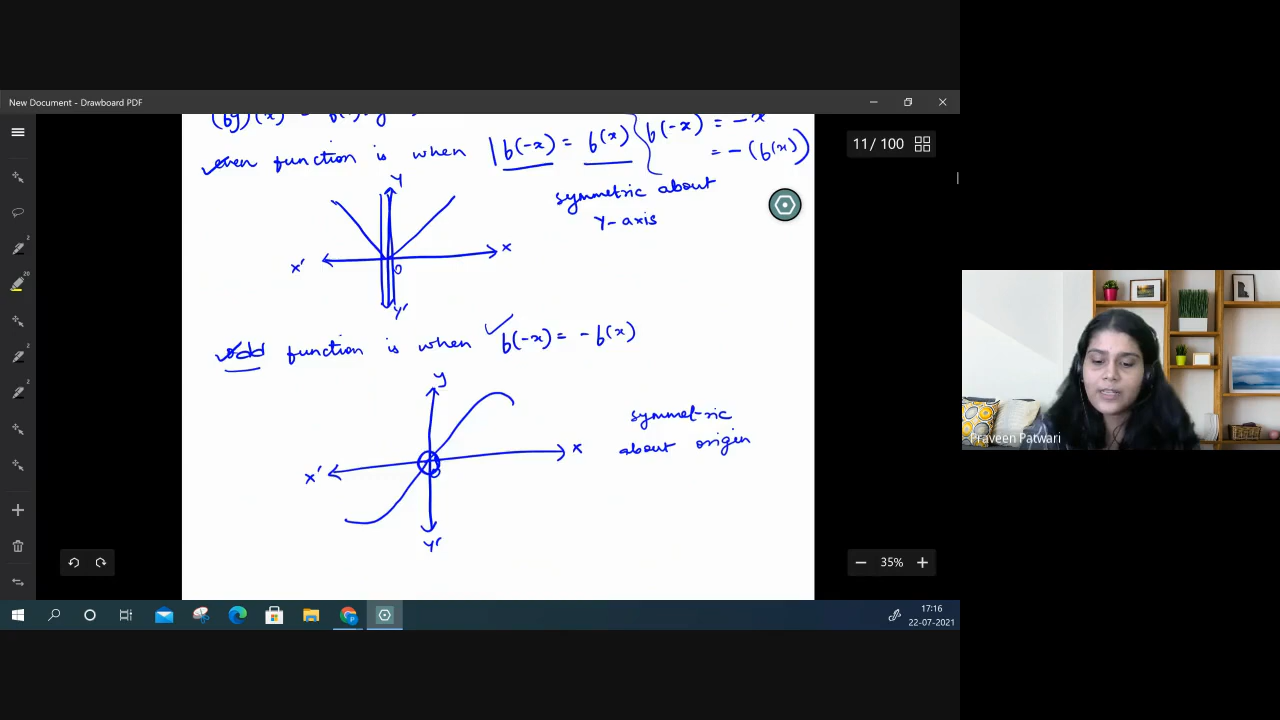 New Document - Drawboard PDF
11 / 100
even function is when | b(-x) = b(x) { b(-x) = -x
= - (b(x))
symmetric about
Y-axis
Y
X' O X
Y'
Odd function is when b(-x) = - b(x)
y
X' O X
Y'
symmetric
about origin
35%
Praveen Patwari
17:16
22-07-2021